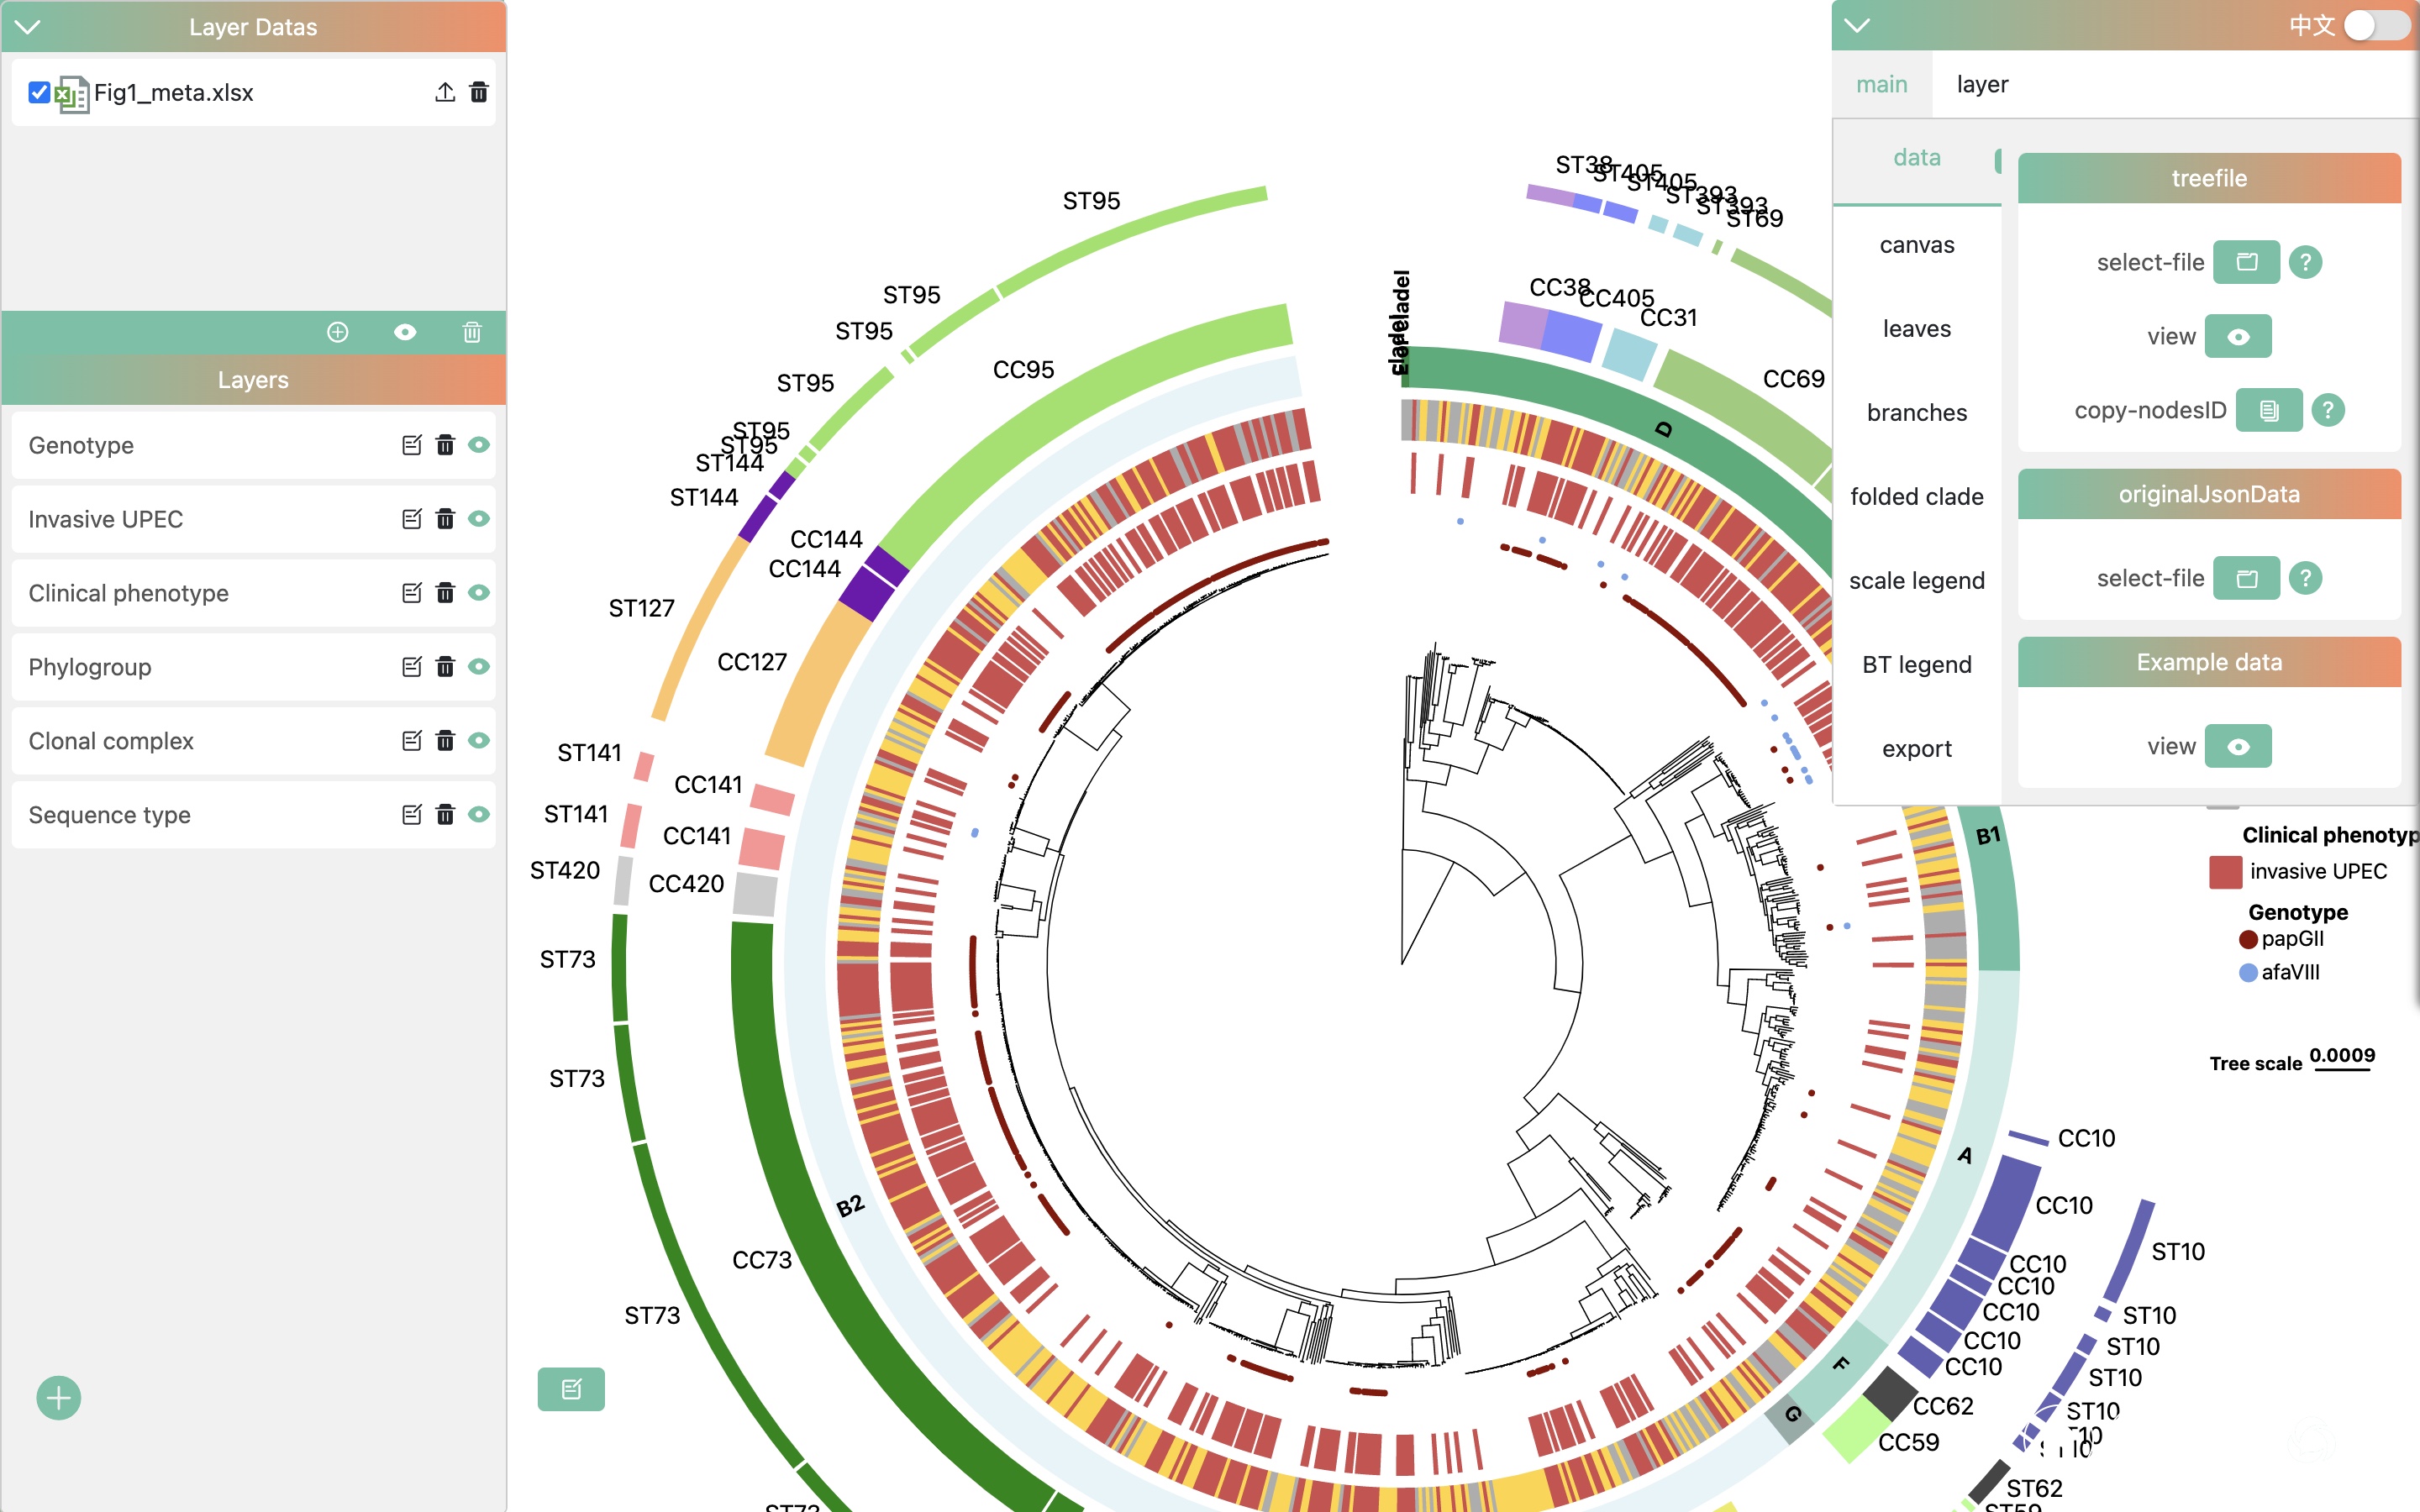 Layer Datas
Fig1_meta.xlsx
Layers
Genotype
Invasive UPEC
Clinical phenotype
Phylogroup
Clonal complex
Sequence type
中文
main
layer
data
canvas
leaves
branches
folded clade
scale legend
BT legend
export
treefile
select-file
?
view
copy-nodesID
?
originalJsonData
select-file
?
Example data
view
ST95
ST95
ST95
ST95
ST95
ST95
ST144
ST144
ST127
ST141
ST141
ST420
ST73
ST73
ST73
CC95
CC144
CC144
CC127
CC141
CC141
CC420
CC73
B2
ST38
ST405
ST405
ST393
ST393
ST69
CC38
CC405
CC31
CC69
D
B1
A
F
G
CC10
CC10
CC10
CC10
CC10
CC10
CC10
CC62
CC59
ST10
ST10
ST10
ST10
ST10
ST62
ST59
Clinical phenotyp
invasive UPEC
Genotype
papGII
afaVIII
Tree scale 0.0009